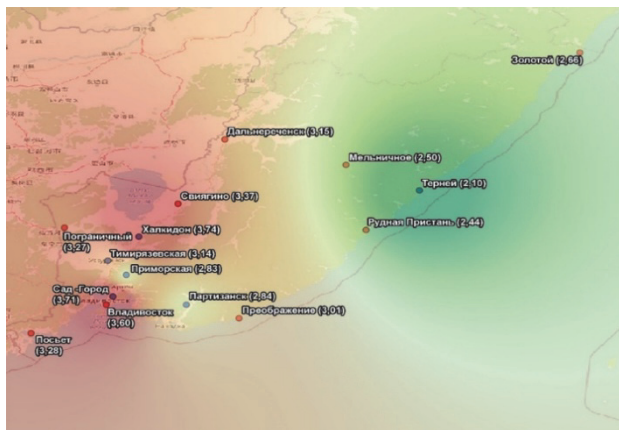 Золотой (2,66)
Дальнереченск (3,15)
Мельничное (2,50)
Терней (2,10)
Свиягино (3,37)
Рудная Пристань (2,44)
Халкидон (3,74)
Пограничный
(3,27)
Тимирязевская (3,14)
Приморская (2,83)
Сад-Город
(3,71)
Партизанск (2,84)
Владивосток
(3,60)
Преображение (3,01)
Посьет
(3,28)